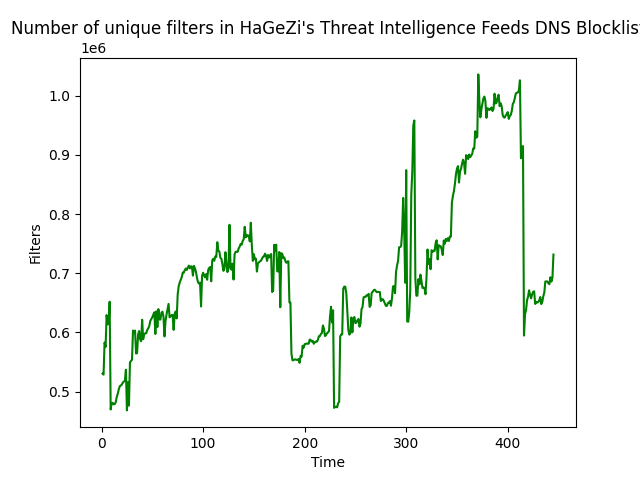 Number of unique filters in HaGeZi's Threat Intelligence Feeds DNS Blocklist
1e6
1.0
0.9
0.8
0.7
0.6
0.5
Filters
0 100 200 300 400
Time